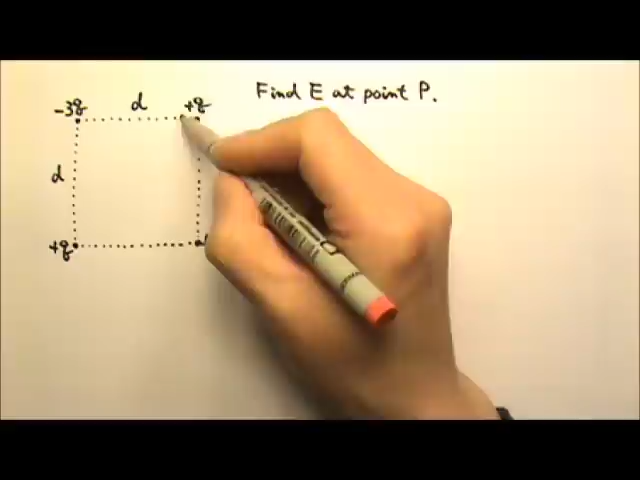 Find E at point P.
-3q d +q
d
+q